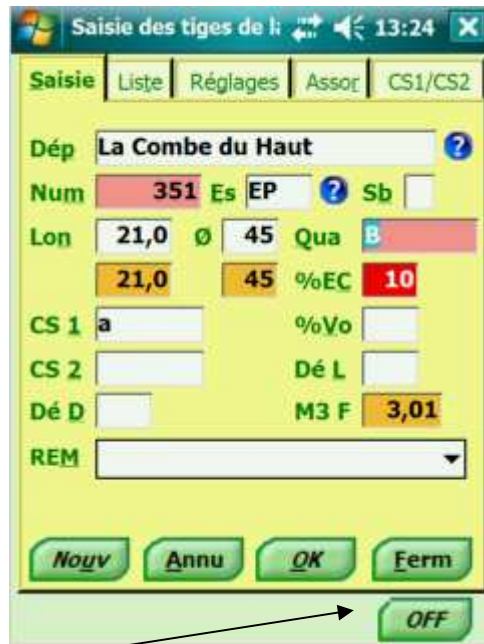 Saisie des tiges de l 13:24
Saisie Liste Réglages Assor CS1/CS2
Dép La Combe du Haut ?
Num 351 Es EP ? Sb
Lon 21,0 Ø 45 Qua B
21,0 45 %EC 10
CS 1 a %Vo
CS 2 Dé L
Dé D M3 F 3,01
REM
Nouv Annu OK Ferm
OFF